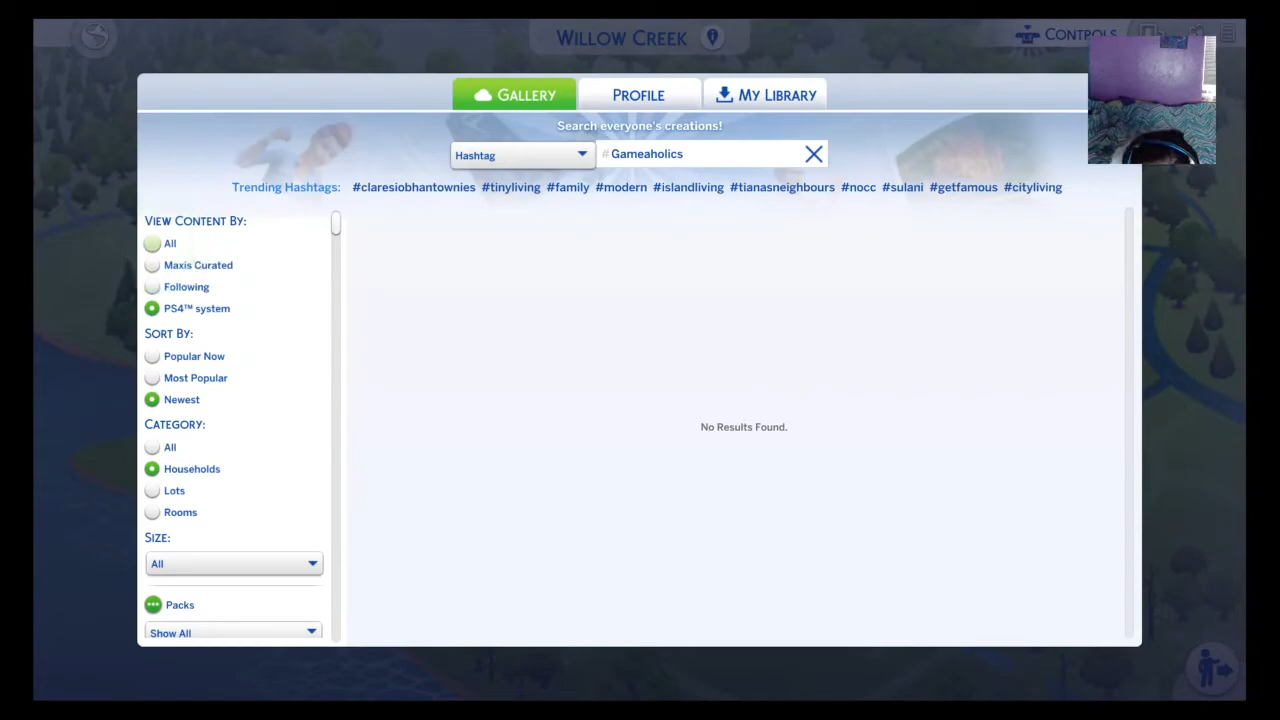 WILLOW CREEK
CONTROLS
GALLERY
PROFILE
MY LIBRARY
Search everyone's creations!
Hashtag
#Gameaholics
Trending Hashtags: #claresiobhantownies #tinyliving #family #modern #islandliving #tianasneighbours #nocc #sulani #getfamous #cityliving
VIEW CONTENT BY:
All
Maxis Curated
Following
PS4™ system
SORT BY:
Popular Now
Most Popular
Newest
CATEGORY:
All
Households
Lots
Rooms
SIZE:
All
Packs
Show All
No Results Found.